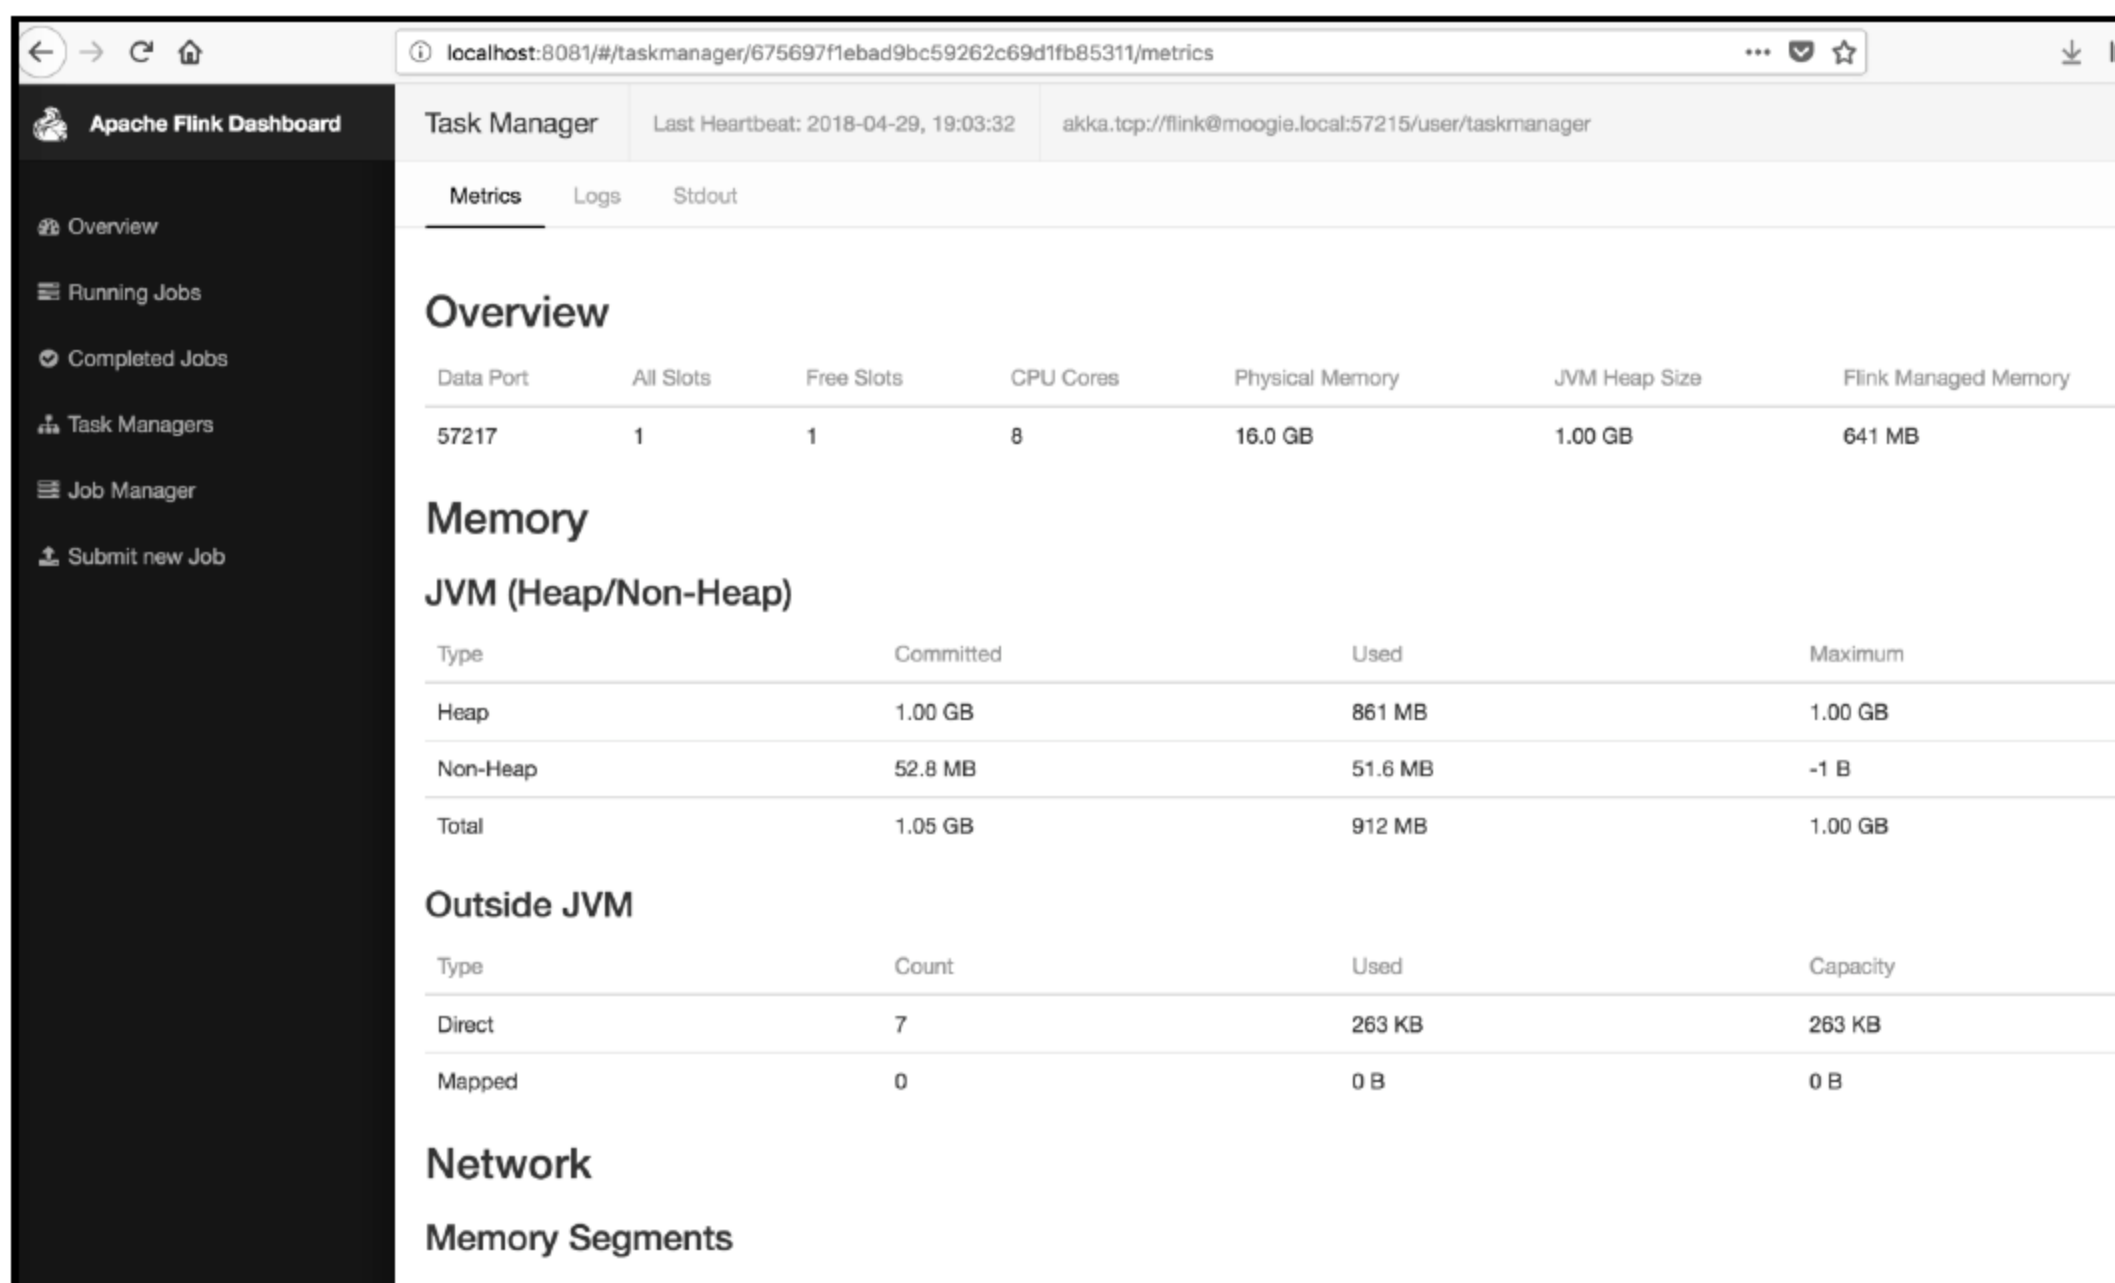 localhost:8081/#/taskmanager/675697f1ebad9bc59262c69d1fb85311/metrics
Apache Flink Dashboard
Task Manager Last Heartbeat: 2018-04-29, 19:03:32 akka.tcp://flink@moogie.local:57215/user/taskmanager
Metrics Logs Stdout
Overview
Running Jobs
Completed Jobs
Task Managers
Job Manager
Submit new Job
Overview
Data Port All Slots Free Slots CPU Cores Physical Memory JVM Heap Size Flink Managed Memory
57217 1 1 8 16.0 GB 1.00 GB 641 MB
Memory
JVM (Heap/Non-Heap)
Type Committed Used Maximum
Heap 1.00 GB 861 MB 1.00 GB
Non-Heap 52.8 MB 51.6 MB -1 B
Total 1.05 GB 912 MB 1.00 GB
Outside JVM
Type Count Used Capacity
Direct 7 263 KB 263 KB
Mapped 0 0 B 0 B
Network
Memory Segments